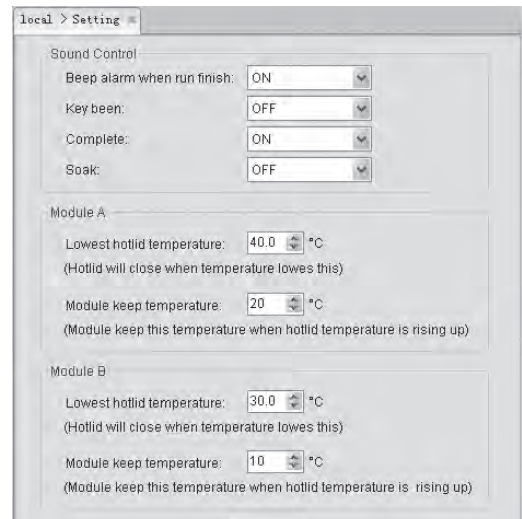 local > Setting
Sound Control
Beep alarm when run finish: ON
Key been: OFF
Complete: ON
Soak: OFF
Module A
Lowest hotlid temperature: 40.0 °C
(Hotlid will close when temperature lowes this)
Module keep temperature: 20 °C
(Module keep this temperature when hotlid temperature is rising up)
Module B
Lowest hotlid temperature: 30.0 °C
(Hotlid will close when temperature lowes this)
Module keep temperature: 10 °C
(Module keep this temperature when hotlid temperature is rising up)